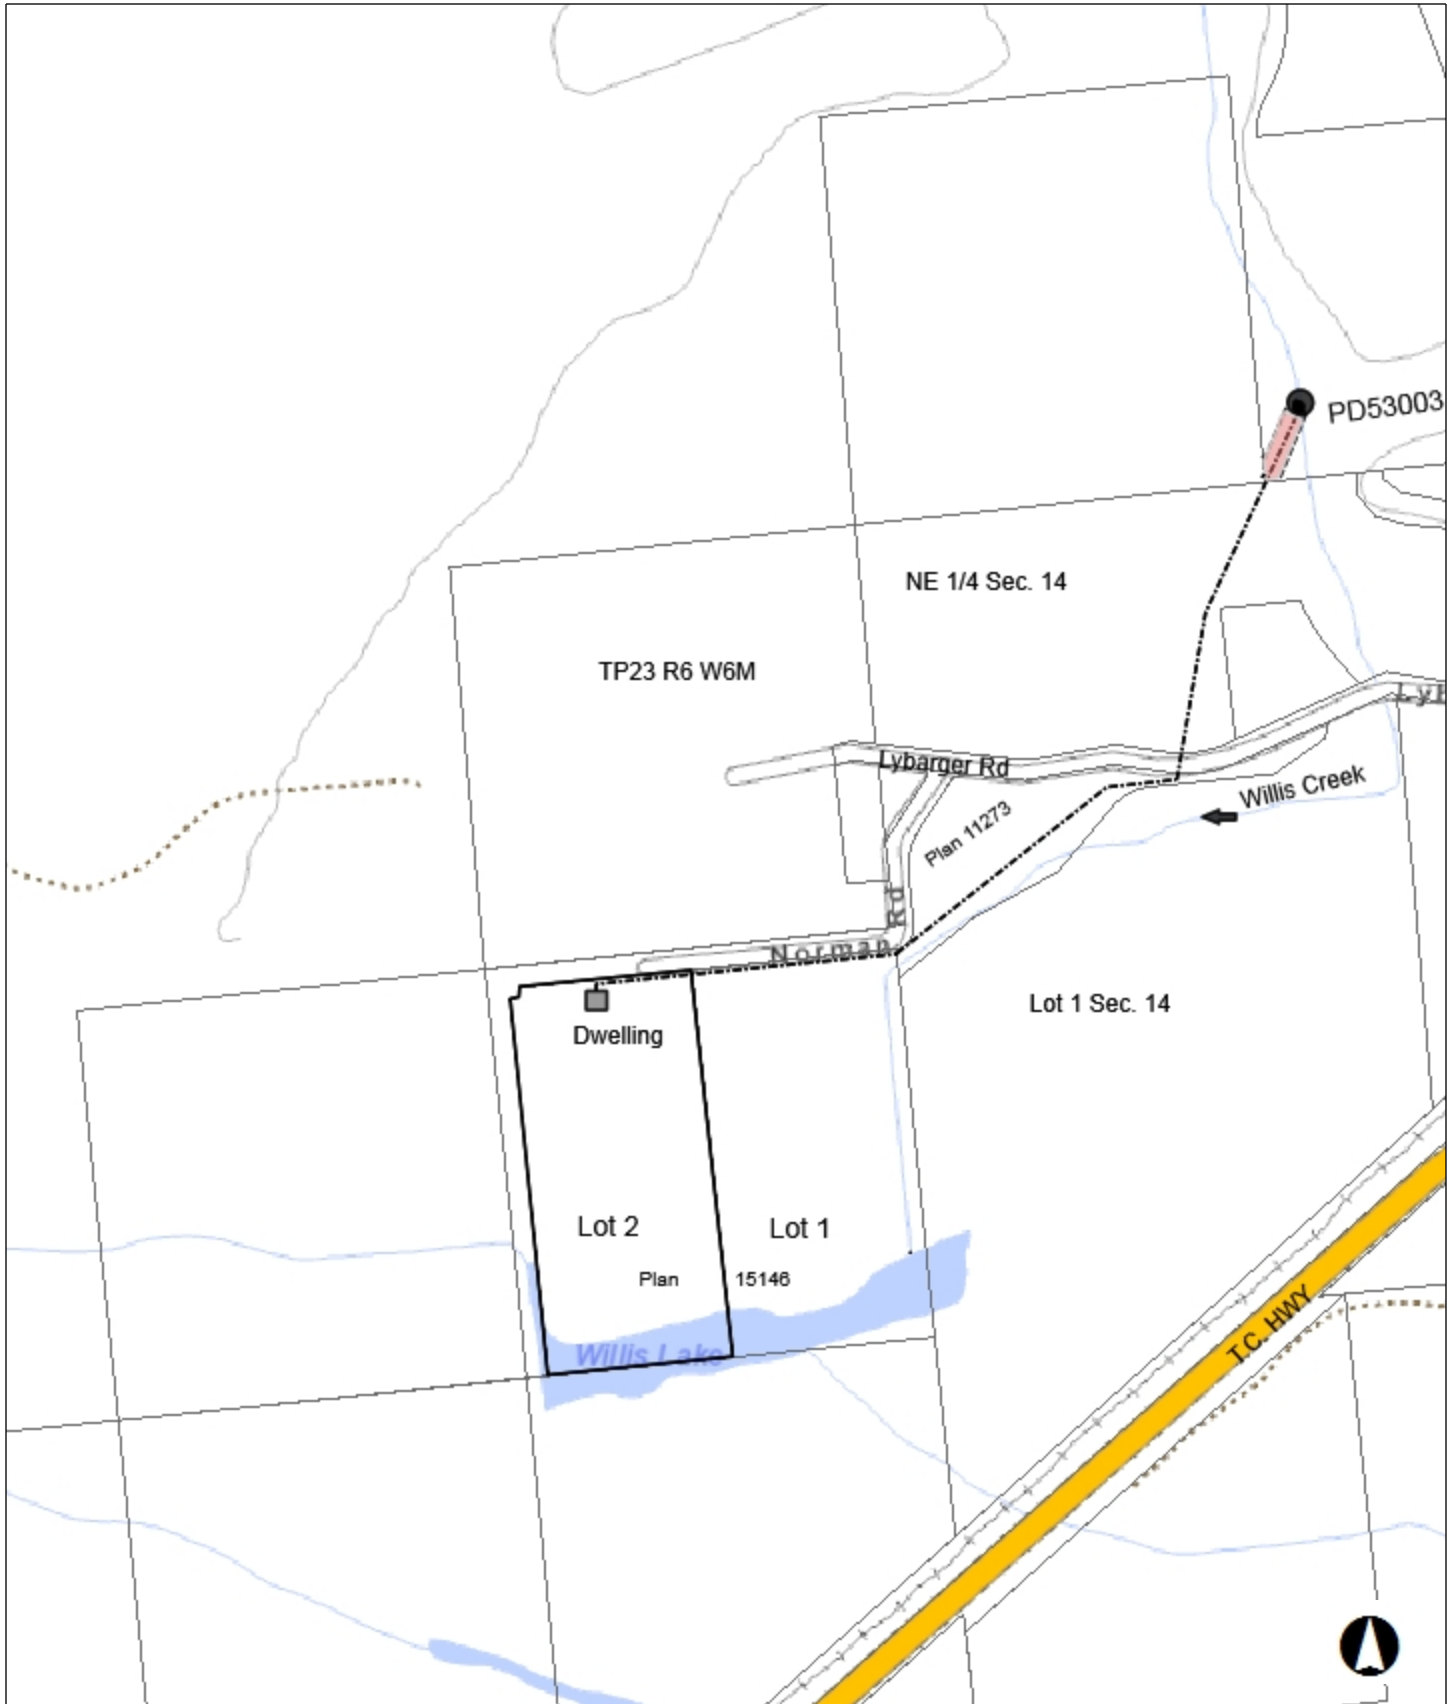 PD53003
NE 1/4 Sec. 14
TP23 R6 W6M
Lybarger Rd
Willis Creek
Plan 11273
Norman Rd
Lot 1 Sec. 14
Dwelling
Lot 2
Lot 1
Plan 15146
Willis Lake
T.C. HWY